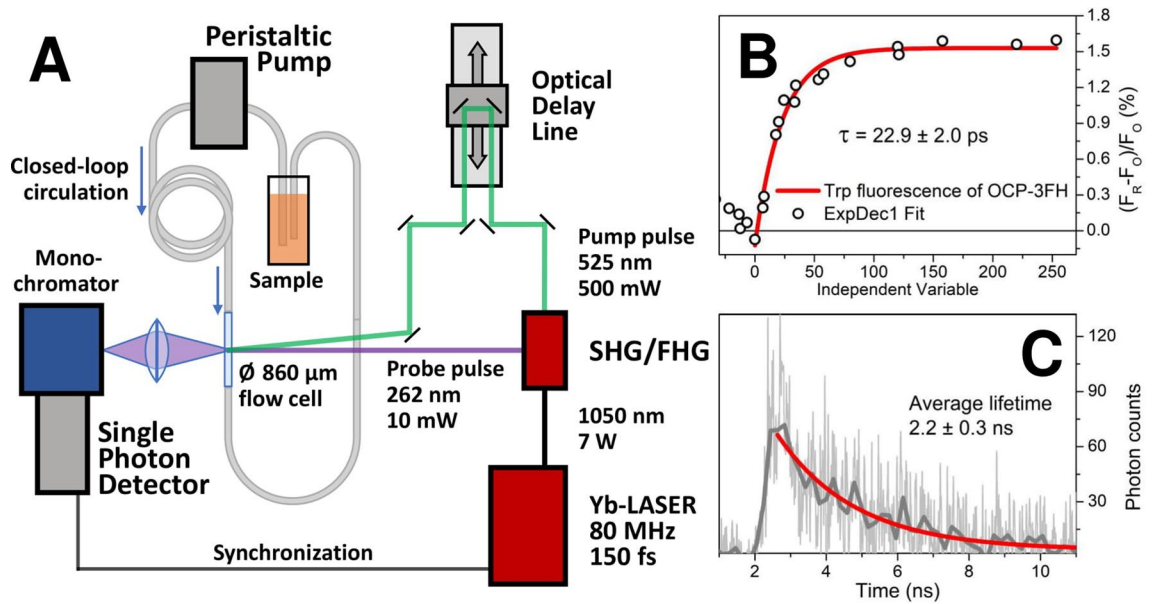 A
Peristaltic
Pump
Closed-loop
circulation
Sample
Optical
Delay
Line
Mono-
chromator
Pump pulse
525 nm
500 mW
SHG/FHG
Ø 860 μm
flow cell
Probe pulse
262 nm
10 mW
1050 nm
7 W
Single
Photon
Detector
Yb-LASER
80 MHz
150 fs
Synchronization
B
τ = 22.9 ± 2.0 ps
Trp fluorescence of OCP-3FH
ExpDec1 Fit
1.8
1.5
1.2
0.9
0.6
0.3
0.0
(F_R-F_O)/F_O (%)
0 50 100 150 200 250
Independent Variable
C
Average lifetime
2.2 ± 0.3 ns
120
90
60
30
Photon counts
2 4 6 8 10
Time (ns)